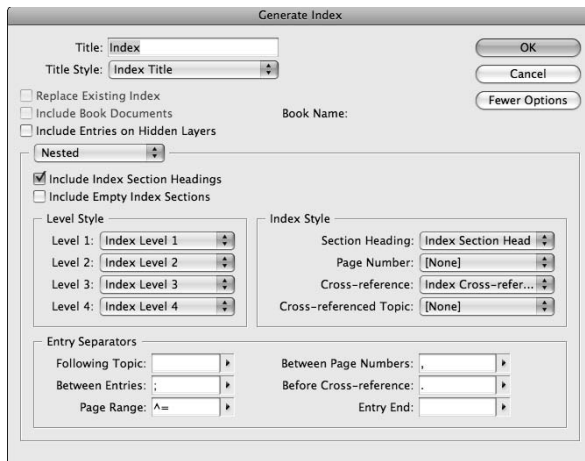 Generate Index
Title: Index
OK
Title Style: Index Title
Cancel
Replace Existing Index
Fewer Options
Include Book Documents
Book Name:
Include Entries on Hidden Layers
Nested
Include Index Section Headings
Include Empty Index Sections
Level Style
Level 1: Index Level 1
Level 2: Index Level 2
Level 3: Index Level 3
Level 4: Index Level 4
Index Style
Section Heading: Index Section Head
Page Number: [None]
Cross-reference: Index Cross-refer...
Cross-referenced Topic: [None]
Entry Separators
Following Topic:
Between Entries: ;
Page Range: ^=
Between Page Numbers: ,
Before Cross-reference: .
Entry End: